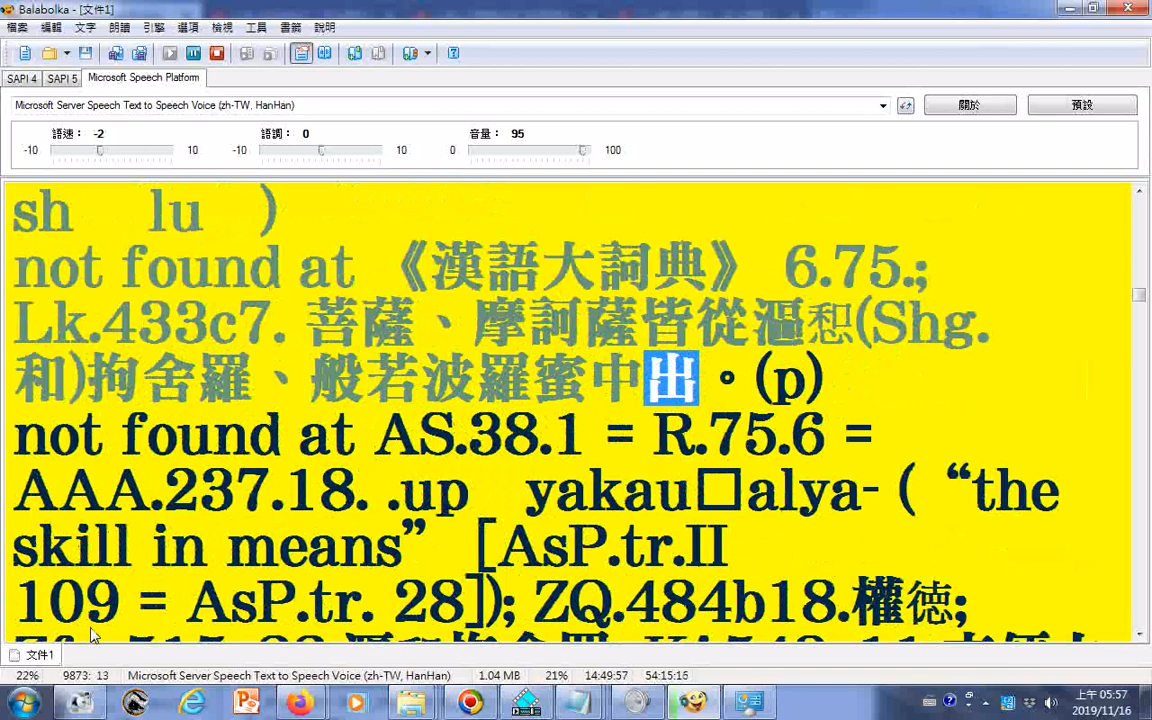 Balabolka - [文件1]
檔案 編輯 文字 朗讀 引擎 選項 檢視 工具 書籤 說明
SAPI 4 SAPI 5 Microsoft Speech Platform
Microsoft Server Speech Text to Speech Voice (zh-TW, HanHan) 關於 預設
語速： -2 語調： 0 音量： 95
-10 10 -10 10 0 100
sh lu )
not found at 《漢語大詞典》 6.75.;
Lk.433c7. 菩薩、摩訶薩皆從漚惒(Shg.
和)拘舍羅、般若波羅蜜中出。(p)
not found at AS.38.1 = R.75.6 =
AAA.237.18. .up yakau□alya- ( “the
skill in means” [AsP.tr.II
109 = AsP.tr. 28]); ZQ.484b18.權徳;
文件1
22% 9873: 13 Microsoft Server Speech Text to Speech Voice (zh-TW, HanHan) 1.04 MB 21% 14:49:57 54:15:15
上午 05:57
2019/11/16